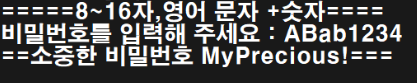 =====8~16자,영어 문자 +숫자====
비밀번호를 입력해 주세요 : ABab1234
==소중한 비밀번호 MyPrecious!===